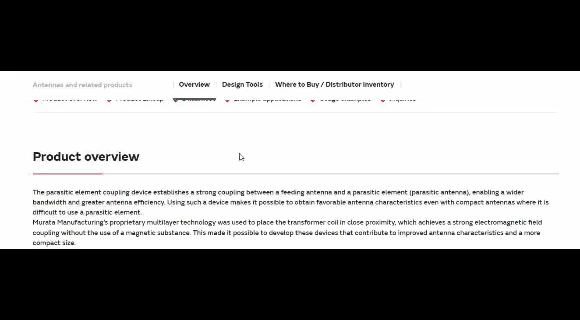 Antennas and related products
Overview
Design Tools
Where to Buy / Distributor Inventory
Product overview
The parasitic element coupling device establishes a strong coupling between a feeding antenna and a parasitic element (parasitic antenna), enabling a wider
bandwidth and greater antenna efficiency. Using such a device makes it possible to obtain favorable antenna characteristics even with compact antennas where it is
difficult to use a parasitic element.
Murata Manufacturing's proprietary multilayer technology was used to place the transformer coil in close proximity, which achieves a strong electromagnetic field
coupling without the use of a magnetic substance. This made it possible to develop these devices that contribute to improved antenna characteristics and a more
compact size.